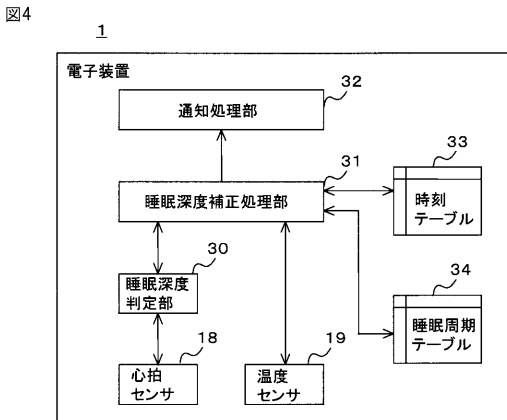 図4
1
電子装置
32
通知処理部
31
睡眠深度補正処理部
33
時刻
テーブル
30
睡眠深度
判定部
34
睡眠周期
テーブル
18
心拍
センサ
19
温度
センサ